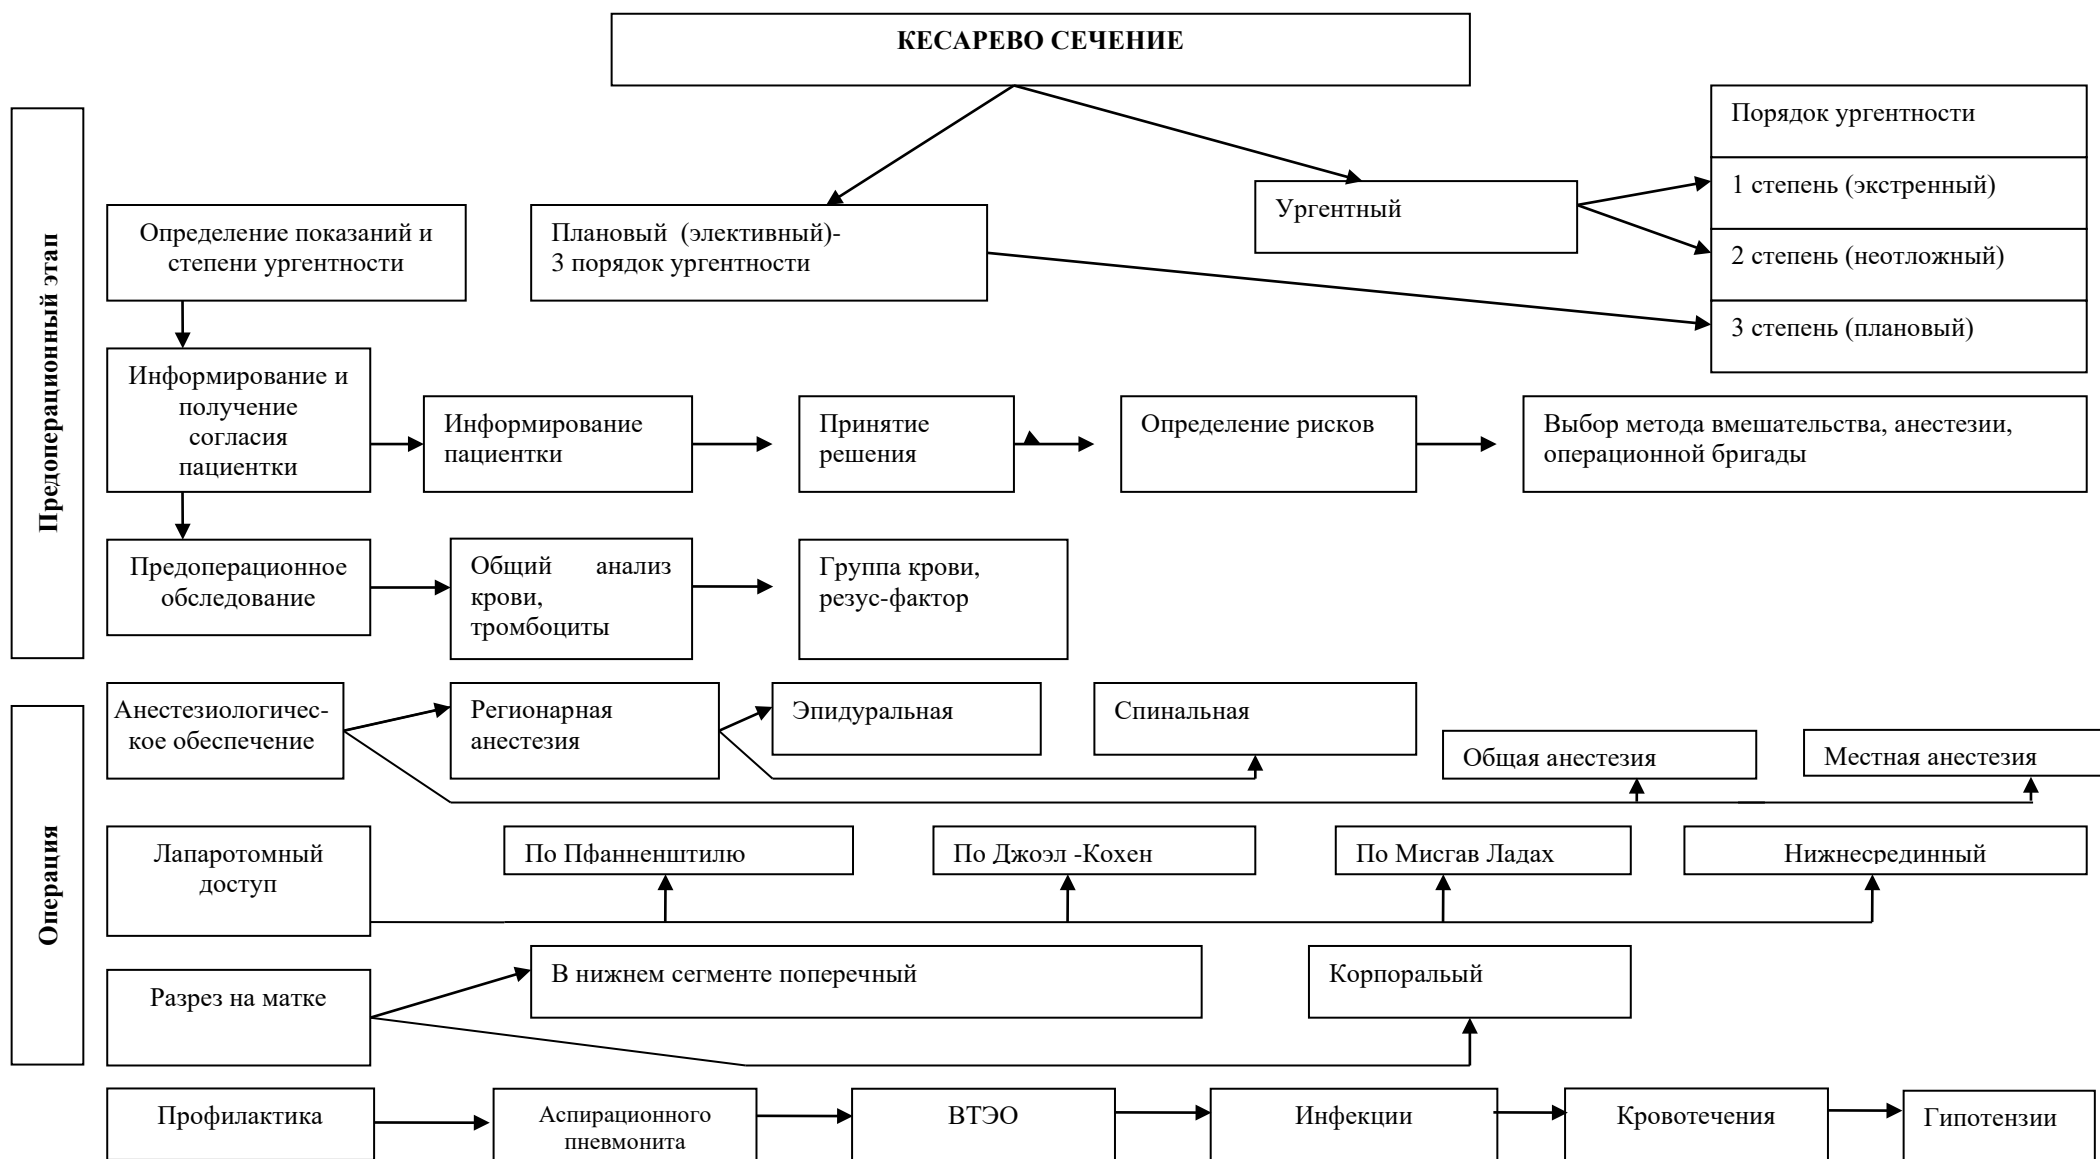 КЕСАРЕВО СЕЧЕНИЕ
Порядок ургентности
1 степень (экстренный)
2 степень (неотложный)
3 степень (плановый)
Ургентный
Плановый (элективный)-
3 порядок ургентности
Предоперационный этап
Определение показаний и
степени ургентности
Информирование и
получение
согласия
пациентки
Информирование
пациентки
Принятие
решения
Определение рисков
Выбор метода вмешательства, анестезии,
операционной бригады
Предоперационное
обследование
Общий анализ
крови,
тромбоциты
Группа крови,
резус-фактор
Операция
Анестезиологичес-
кое обеспечение
Регионарная
анестезия
Эпидуральная
Спинальная
Общая анестезия
Местная анестезия
Лапаротомный
доступ
По Пфанненштилю
По Джоэл -Кохен
По Мисгав Ладах
Нижнесрединный
Разрез на матке
В нижнем сегменте поперечный
Корпоралькый
Профилактика
Аспирационного
пневмонита
ВТЭО
Инфекции
Кровотечения
Гипотензии